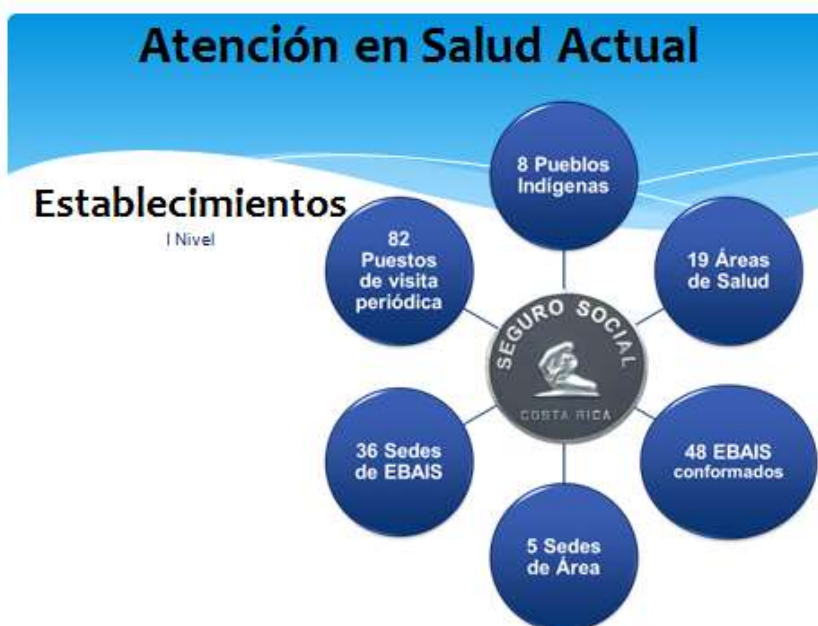 Atención en Salud Actual
Establecimientos
I Nivel
8 Pueblos
Indígenas
19 Áreas
de Salud
48 EBAIS
conformados
5 Sedes
de Área
36 Sedes
de EBAIS
82
Puestos
de visita
periódica
SEGURO SOCIAL
COSTA RICA